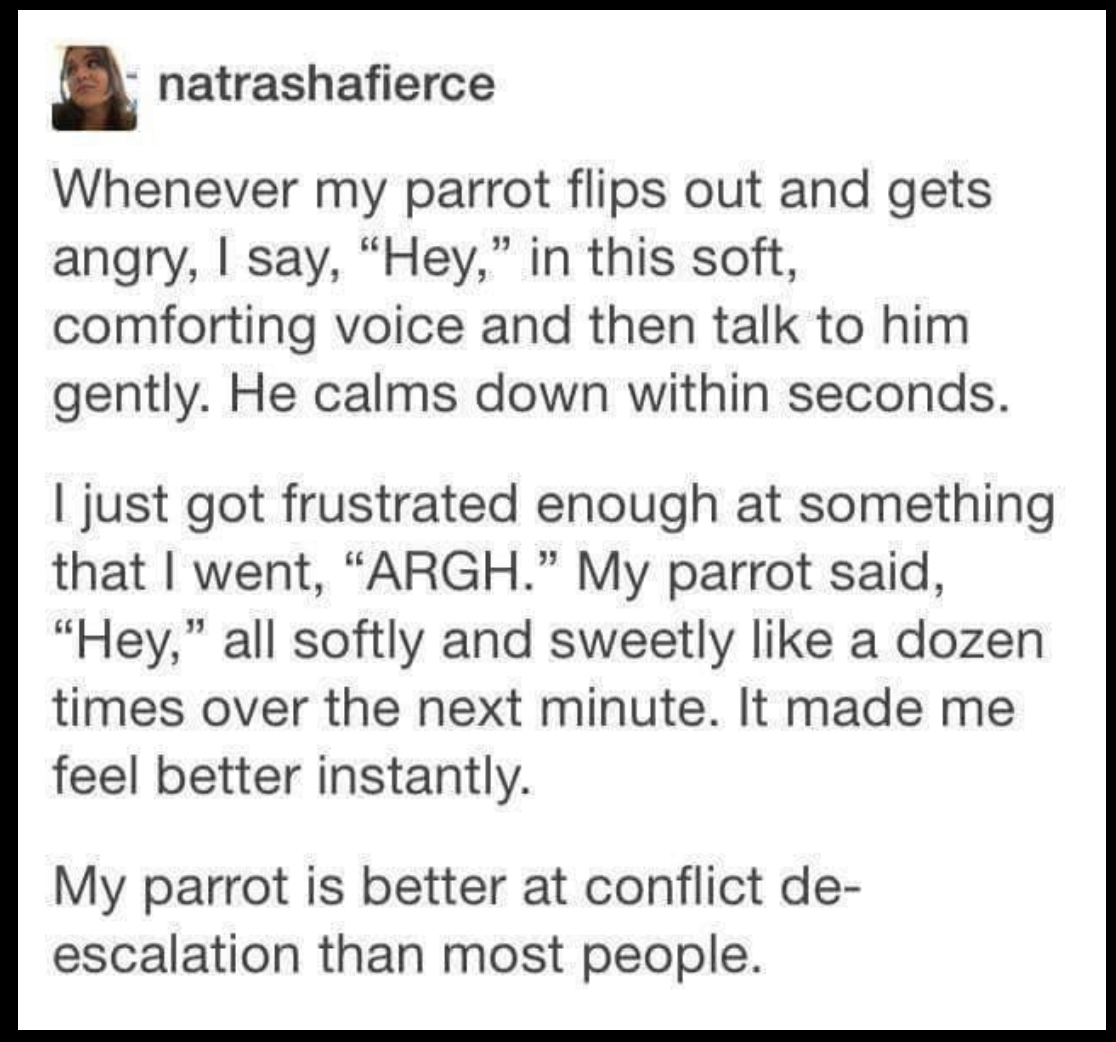 natrashafierce
Whenever my parrot flips out and gets
angry, I say, “Hey,” in this soft,
comforting voice and then talk to him
gently. He calms down within seconds.
I just got frustrated enough at something
that I went, “ARGH.” My parrot said,
“Hey,” all softly and sweetly like a dozen
times over the next minute. It made me
feel better instantly.
My parrot is better at conflict de-
escalation than most people.